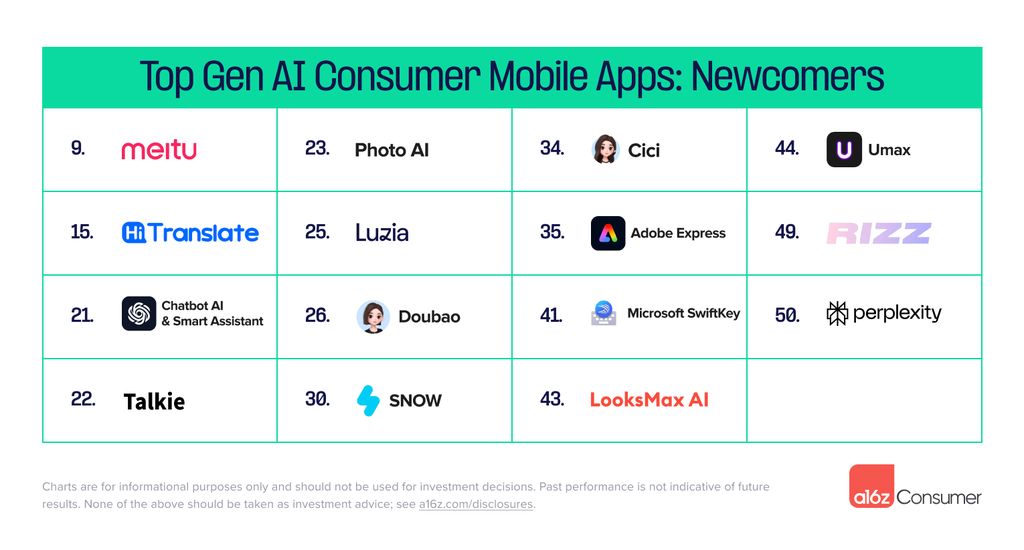 Top Gen AI Consumer Mobile Apps: Newcomers
9. meitu
15. Hi Translate
21. Chatbot AI
& Smart Assistant
22. Talkie
23. Photo AI
25. Luzia
26. Doubao
30. SNOW
34. Cici
35. Adobe Express
41. Microsoft SwiftKey
43. LooksMax AI
44. U Umax
49. RIZZ
50. perplexity
Charts are for informational purposes only and should not be used for investment decisions. Past performance is not indicative of future
results. None of the above should be taken as investment advice; see a16z.com/disclosures.
a16z Consumer